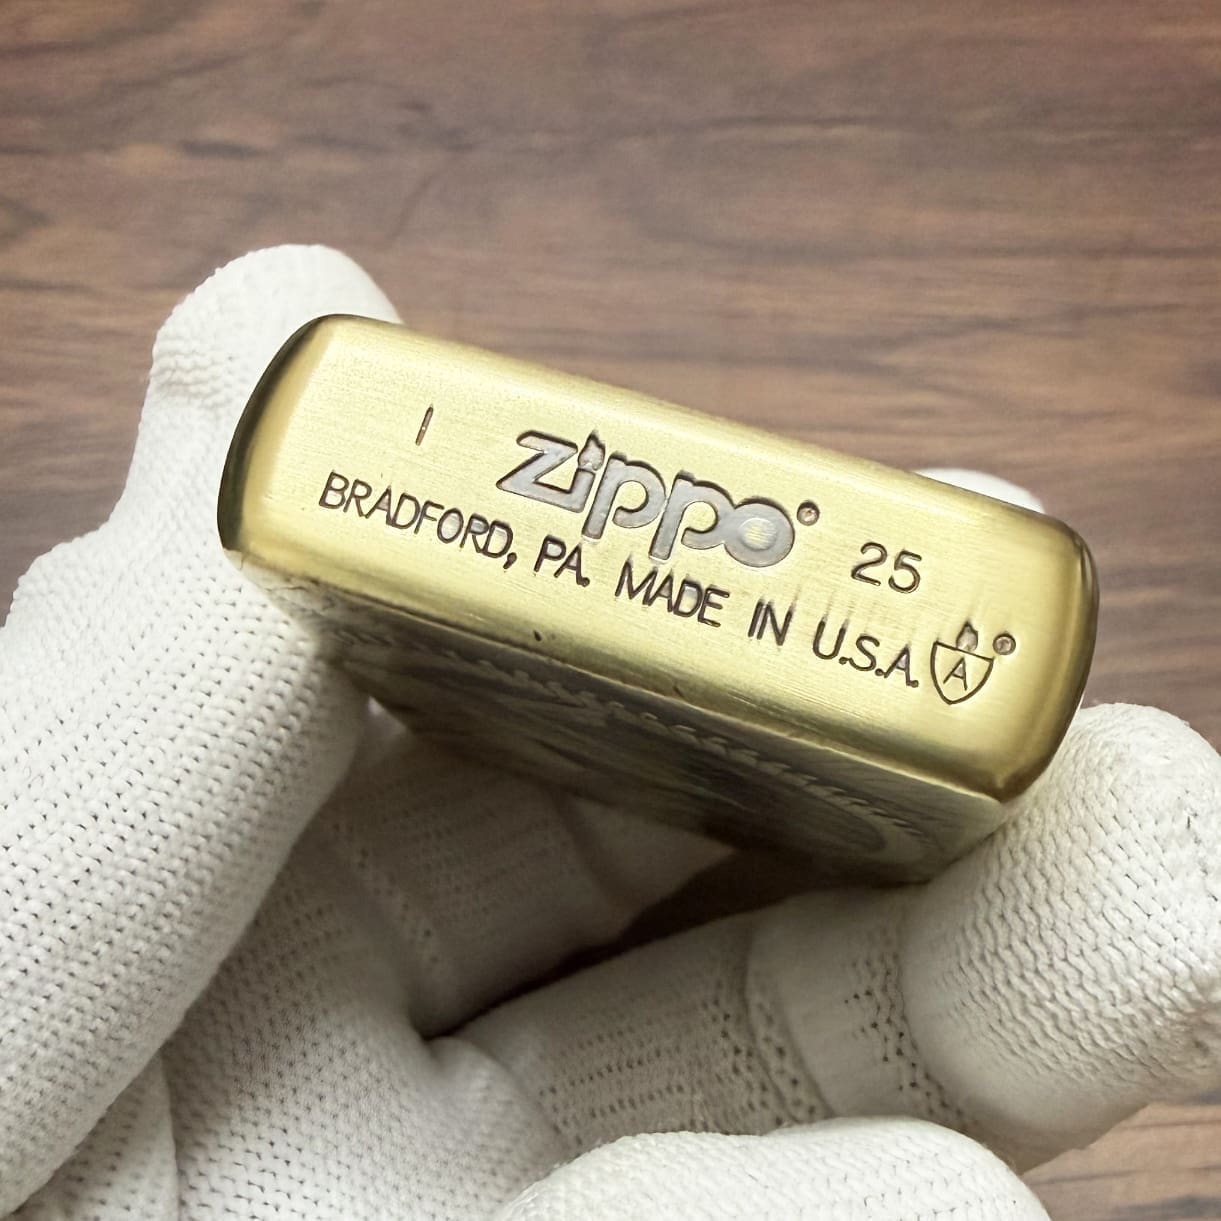 I zippo® 25
BRADFORD, PA. MADE IN U.S.A. A®